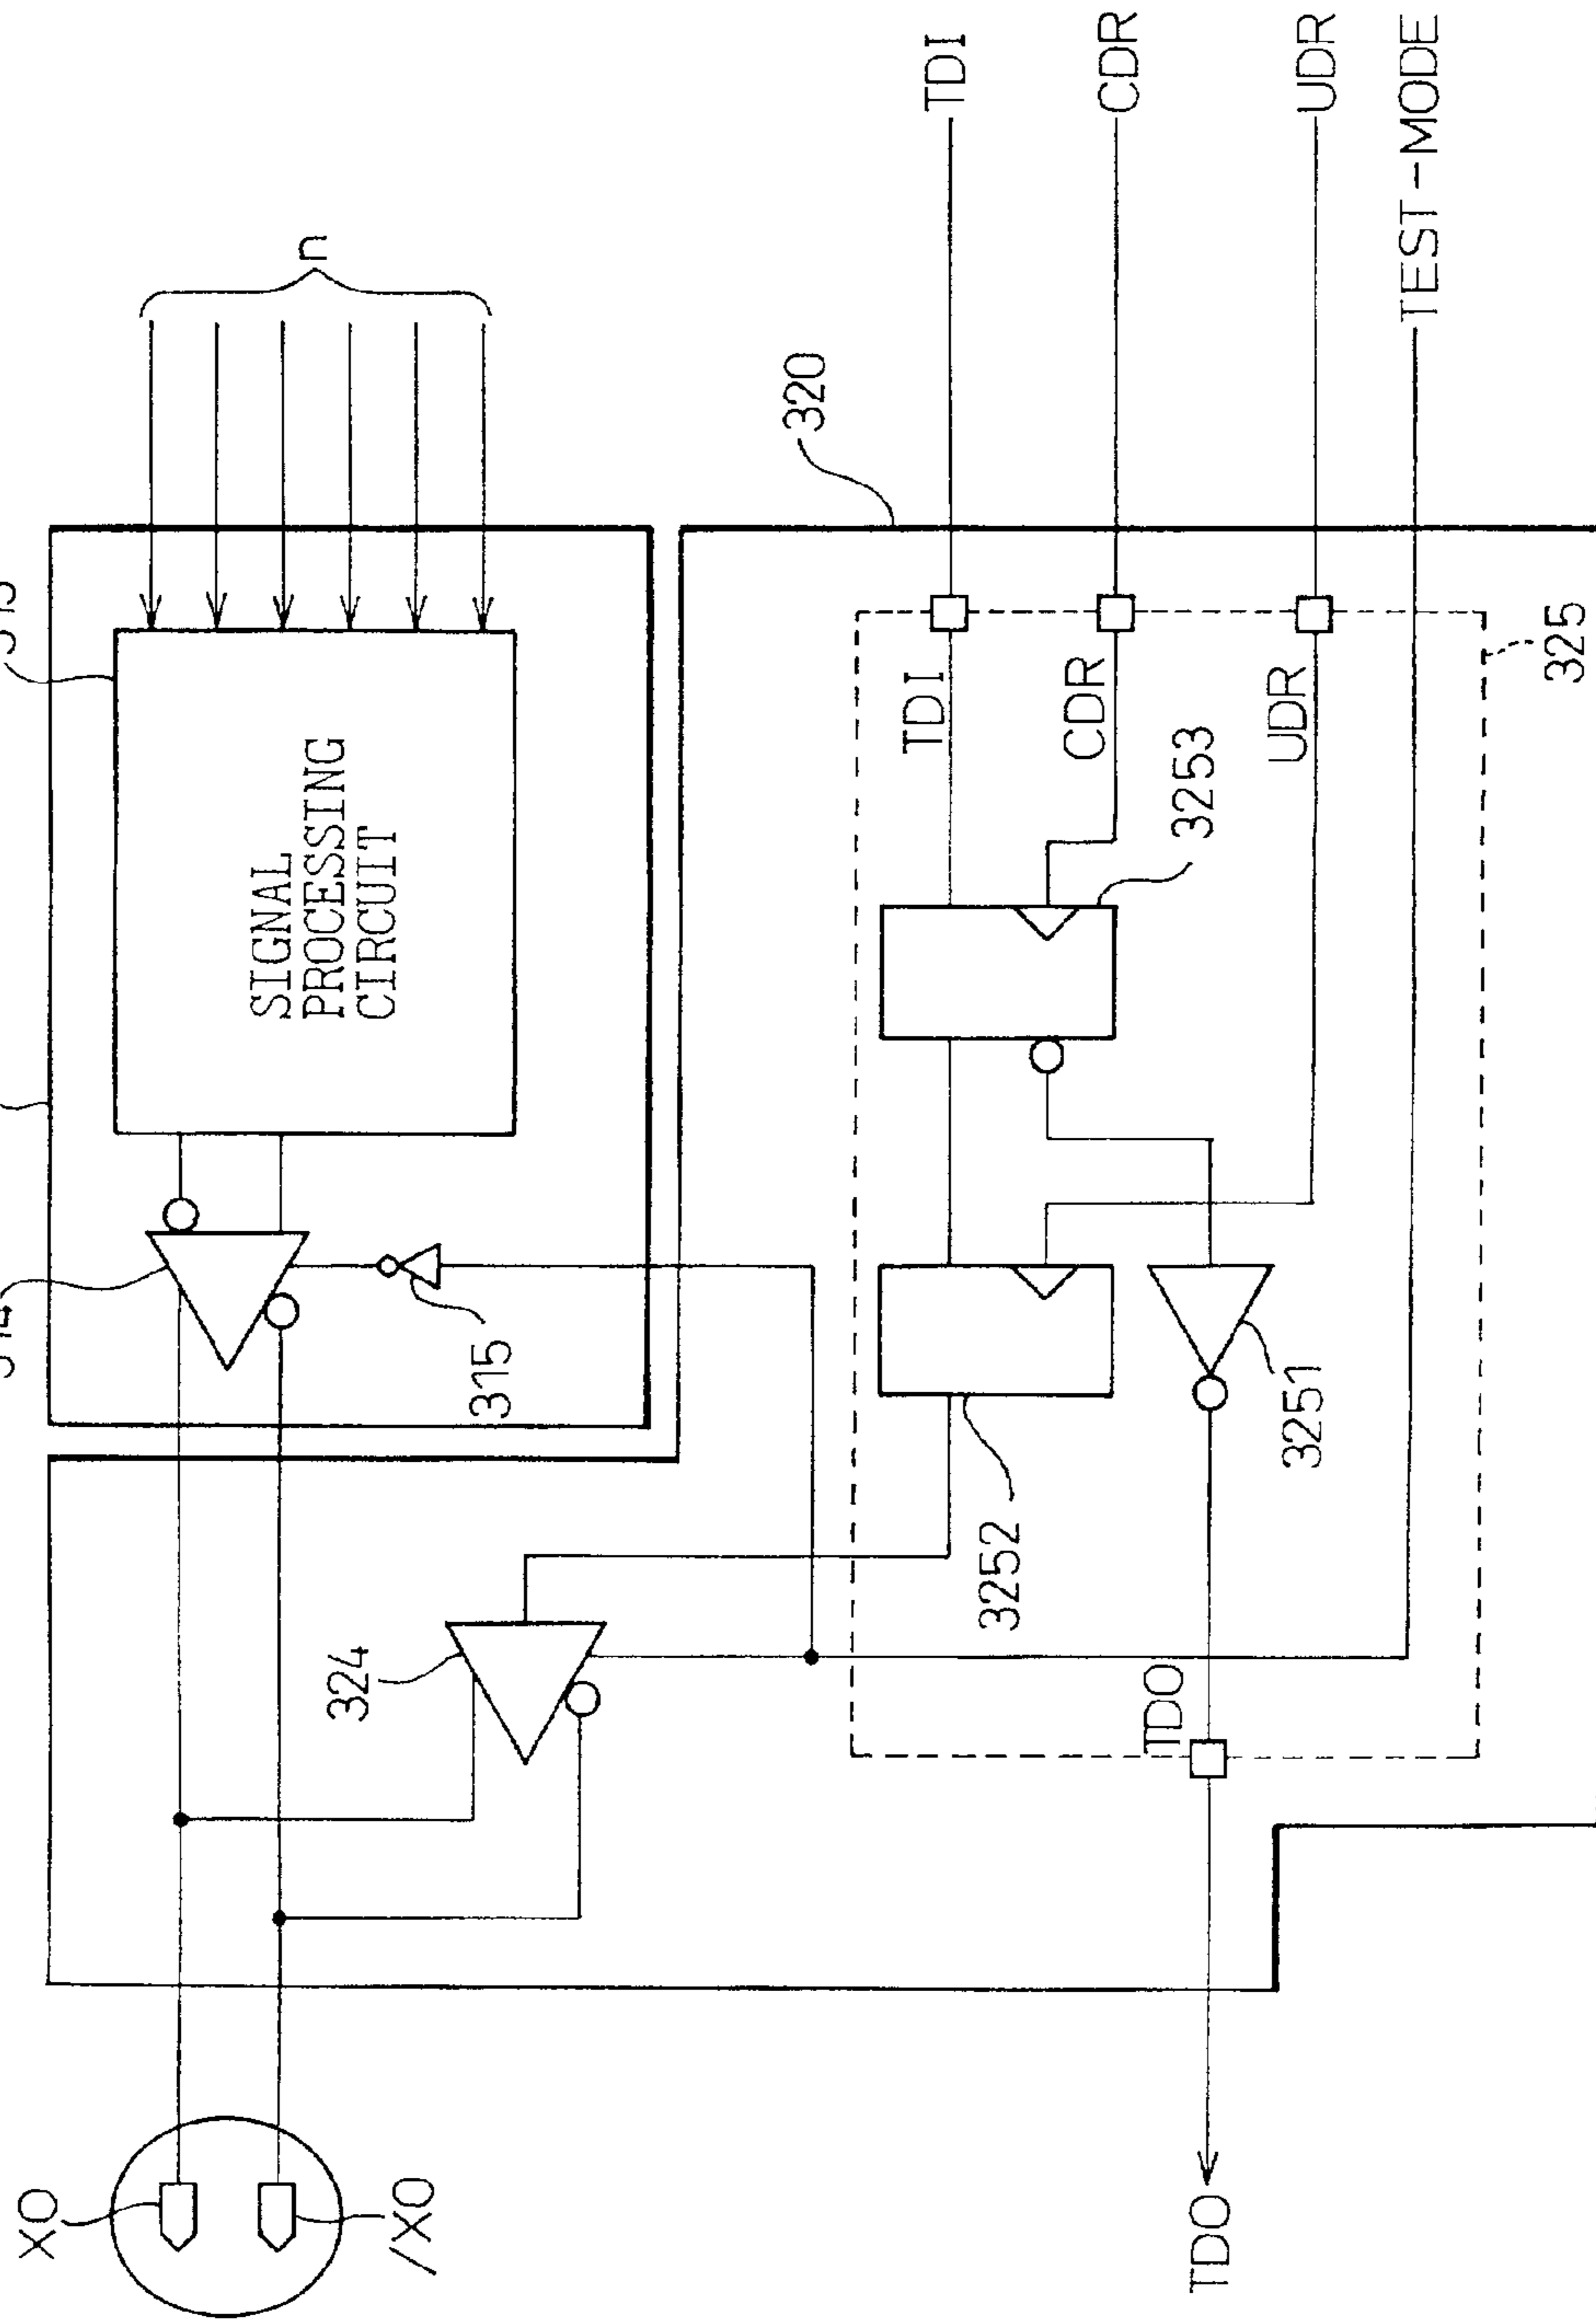 XO
/XO
324
315
SIGNAL
PROCESSING
CIRCUIT
n
320
TDI
CDR
UDR
TEST-MODE
TDI
CDR
UDR
3253
3252
3251
325
TDO
TDO